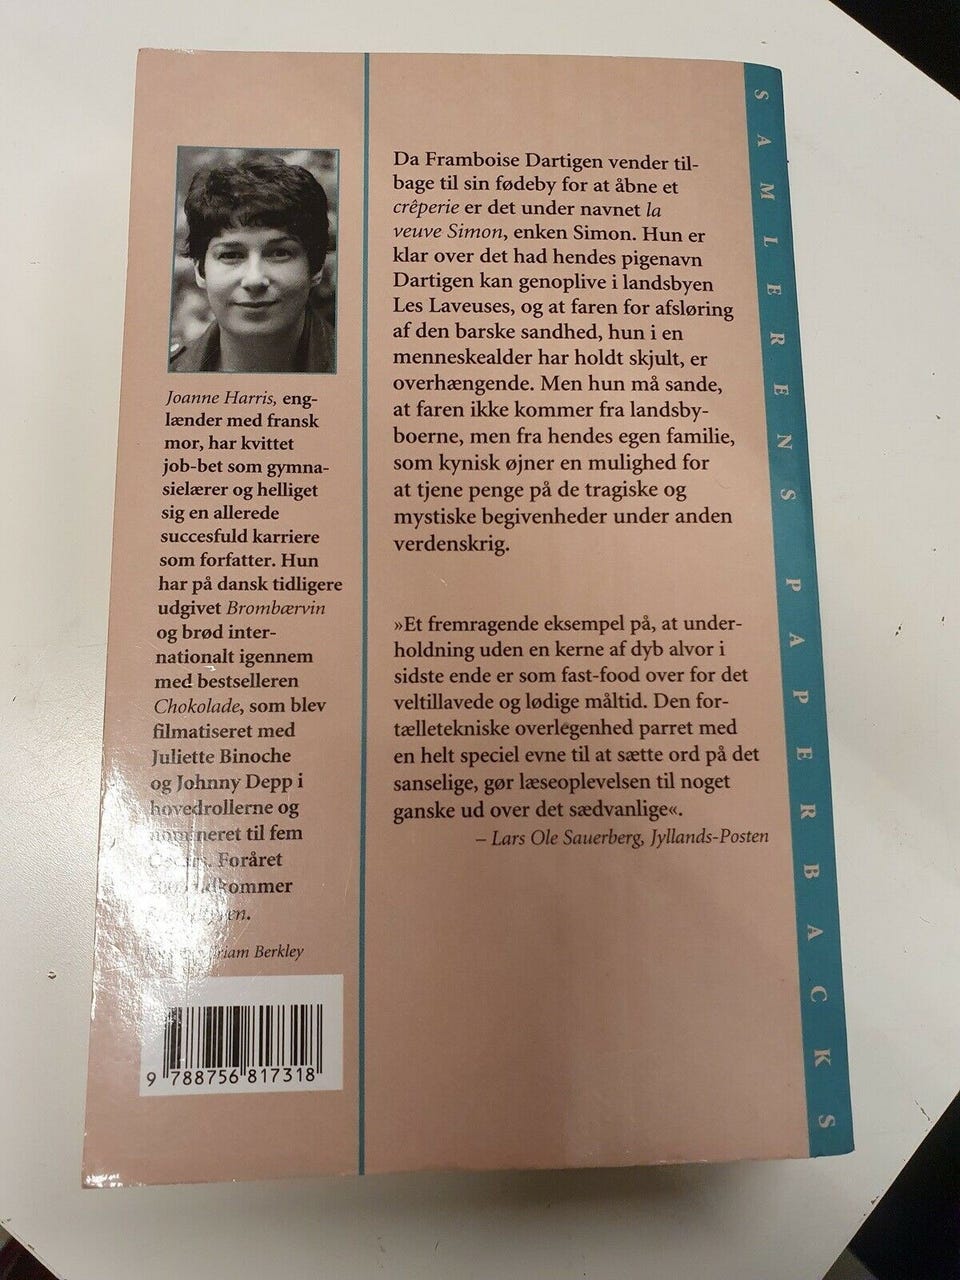 Joanne Harris, eng-
lænder med fransk
mor, har kvittet
job-bet som gymna-
sielærer og helliget
sig en allerede
succesfuld karriere
som forfatter. Hun
har på dansk tidligere
udgivet Brombærvin
og brød inter-
nationalt igennem
med bestselleren
Chokolade, som blev
filmatiseret med
Juliette Binoche
og Johnny Depp i
hovedrollerne og
nomineret til fem
Foråret
udkommer
Berkley
9 788756 817318
Da Framboise Dartigen vender til-
bage til sin fødeby for at åbne et
crêperie er det under navnet la
veuve Simon, enken Simon. Hun er
klar over det had hendes pigenavn
Dartigen kan genoplive i landsbyen
Les Laveuses, og at faren for afsløring
af den barske sandhed, hun i en
menneskealder har holdt skjult, er
overhængende. Men hun må sande,
at faren ikke kommer fra landsby-
boerne, men fra hendes egen familie,
som kynisk øjner en mulighed for
at tjene penge på de tragiske og
mystiske begivenheder under anden
verdenskrig.
»Et fremragende eksempel på, at under-
holdning uden en kerne af dyb alvor i
sidste ende er som fast-food over for det
veltillavede og lødige måltid. Den for-
tælletekniske overlegenhed parret med
en helt speciel evne til at sætte ord på det
sanselige, gør læseoplevelsen til noget
ganske ud over det sædvanlige«.
– Lars Ole Sauerberg, Jyllands-Posten
SAMLERENS PAPERBACKS